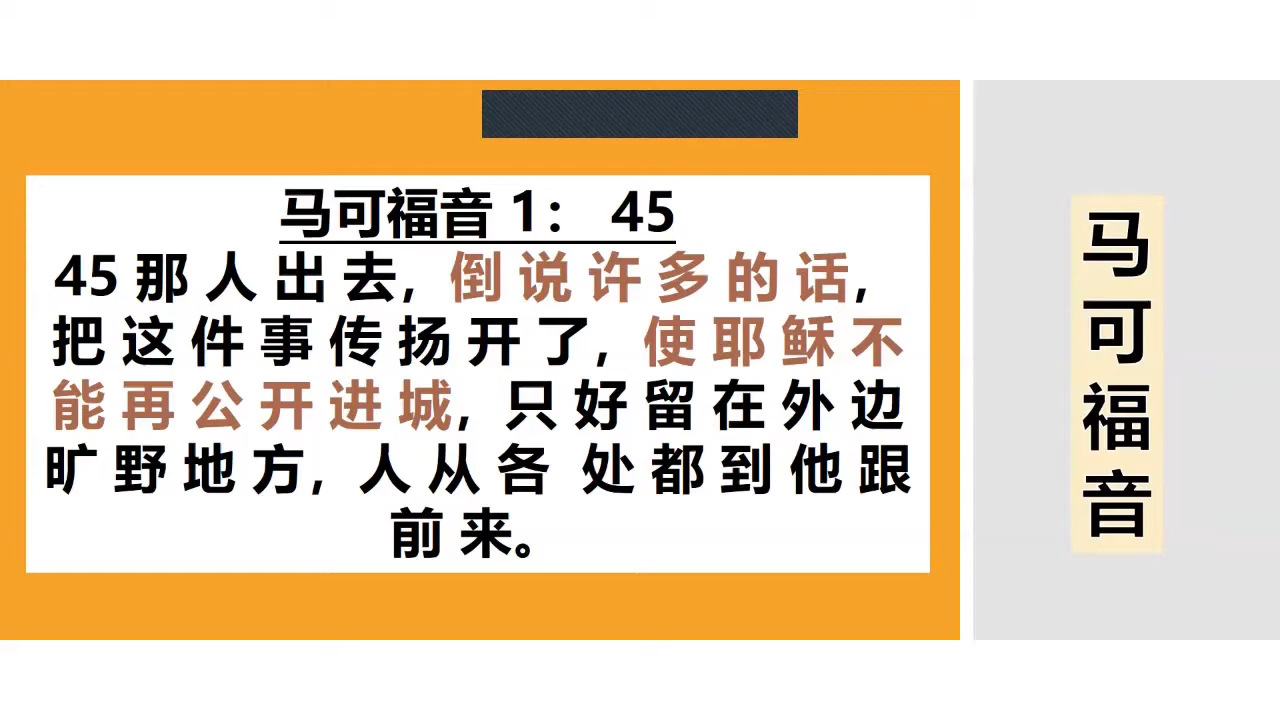 马可福音 1： 45
45 那 人 出 去，倒 说 许 多 的 话，
把 这 件 事 传 扬 开 了，使 耶 稣 不
能 再 公 开 进 城，只 好 留 在 外 边
旷 野 地 方，人 从 各 处 都 到 他 跟
前 来。
马可福音